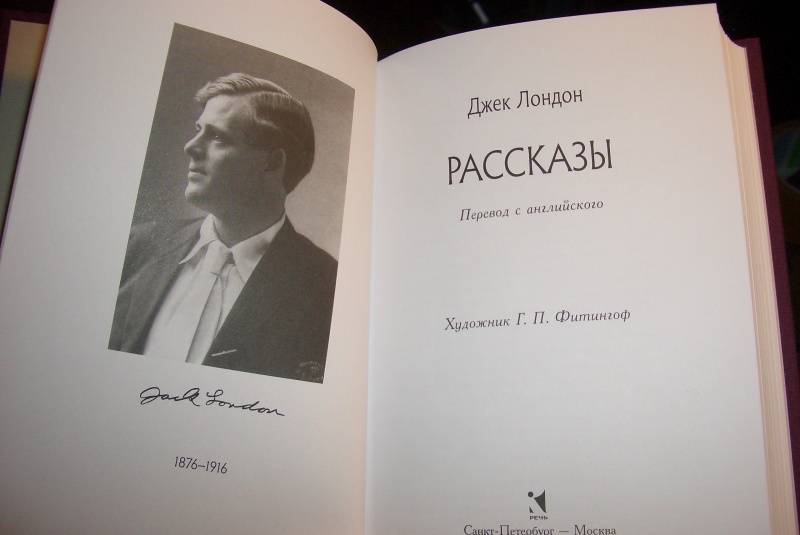 Jack London
1876–1916
Джек Лондон
РАССКАЗЫ
Перевод с английского
Художник Г. П. Фитингоф
РЕЧЬ
Санкт-Петербург — Москва